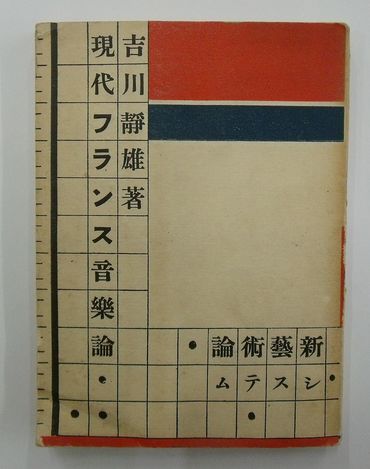 吉川靜雄著
現代フランス音樂論
新藝術論
システム